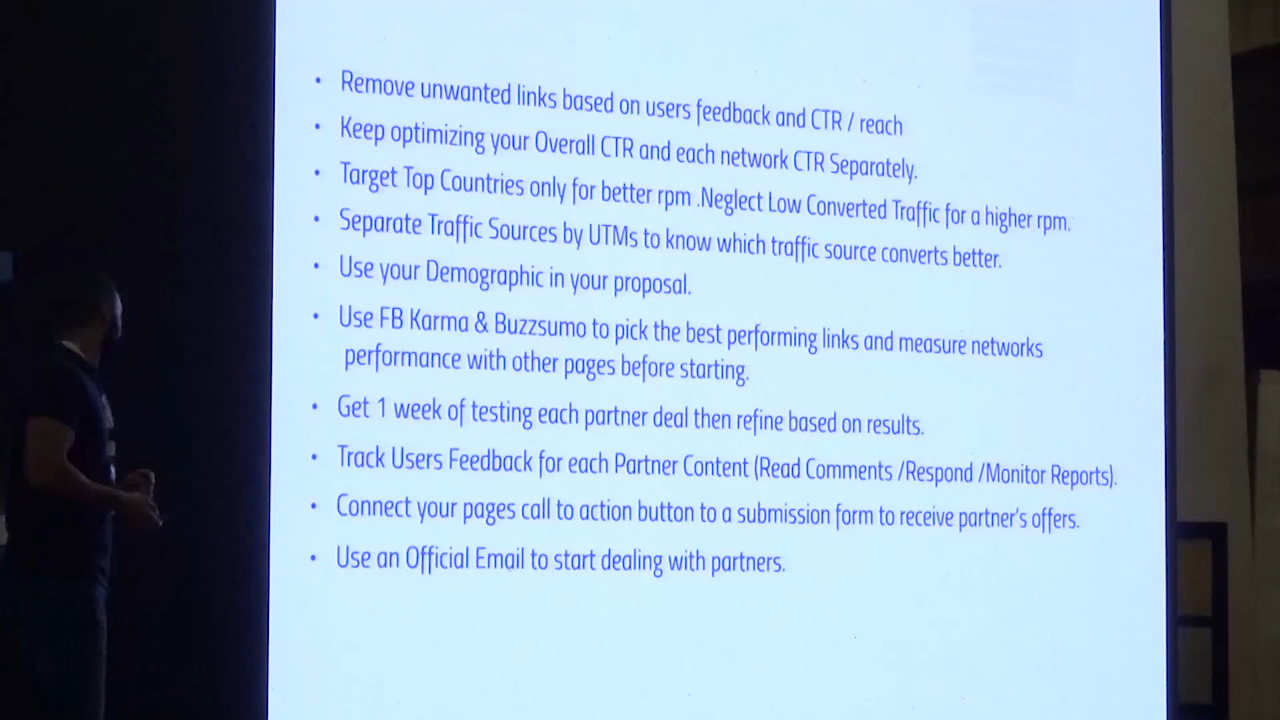 • Remove unwanted links based on users feedback and CTR / reach
• Keep optimizing your Overall CTR and each network CTR Separately.
• Target Top Countries only for better rpm .Neglect Low Converted Traffic for a higher rpm.
• Separate Traffic Sources by UTMs to know which traffic source converts better.
• Use your Demographic in your proposal.
• Use FB Karma & Buzzsumo to pick the best performing links and measure networks
performance with other pages before starting.
• Get 1 week of testing each partner deal then refine based on results.
• Track Users Feedback for each Partner Content (Read Comments /Respond /Monitor Reports).
• Connect your pages call to action button to a submission form to receive partner's offers.
• Use an Official Email to start dealing with partners.